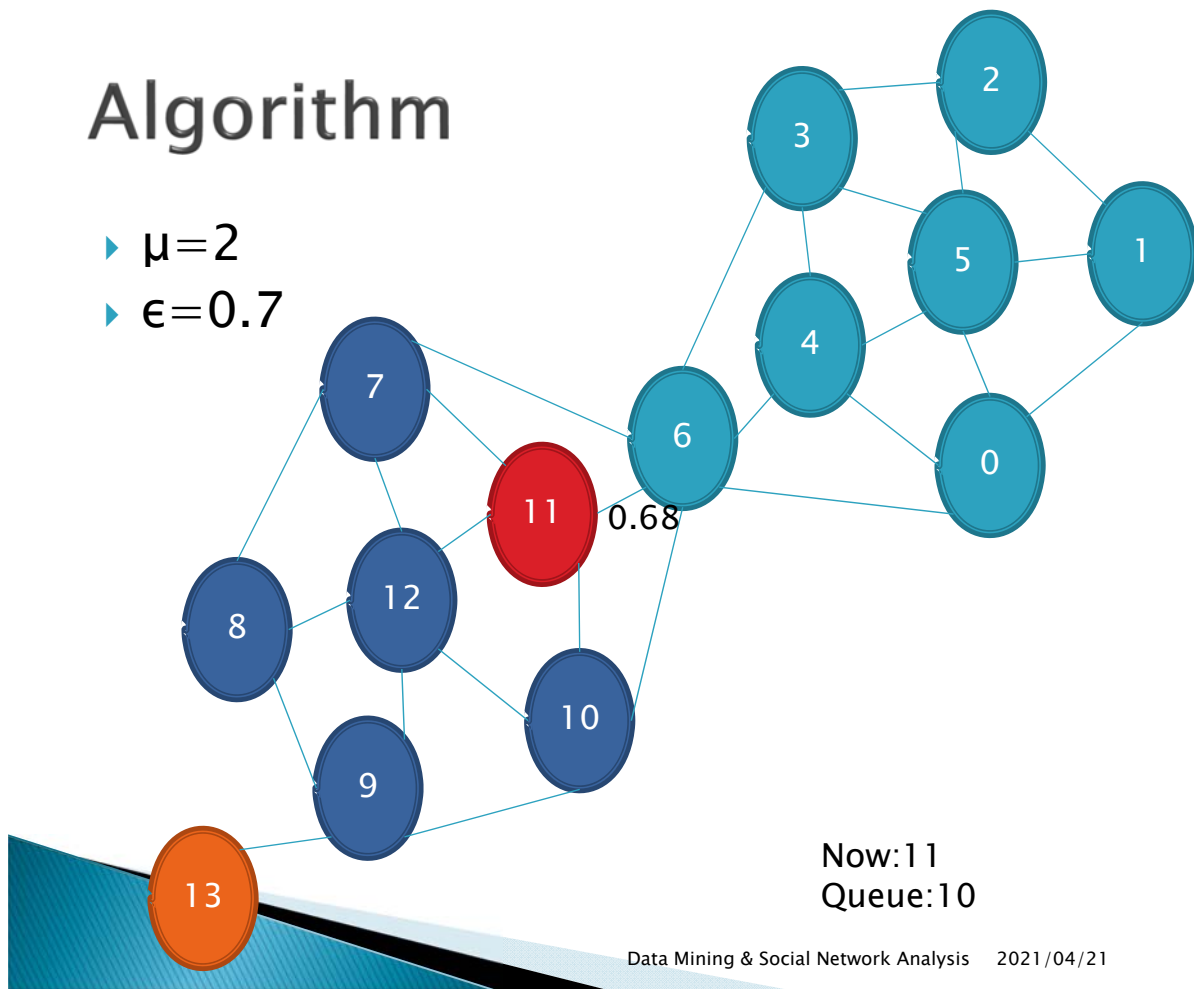 Algorithm
μ=2
ϵ=0.7
2
3
1
5
4
7
6
0
11
0.68
12
8
10
9
13
Now:11
Queue:10
Data Mining & Social Network Analysis 2021/04/21